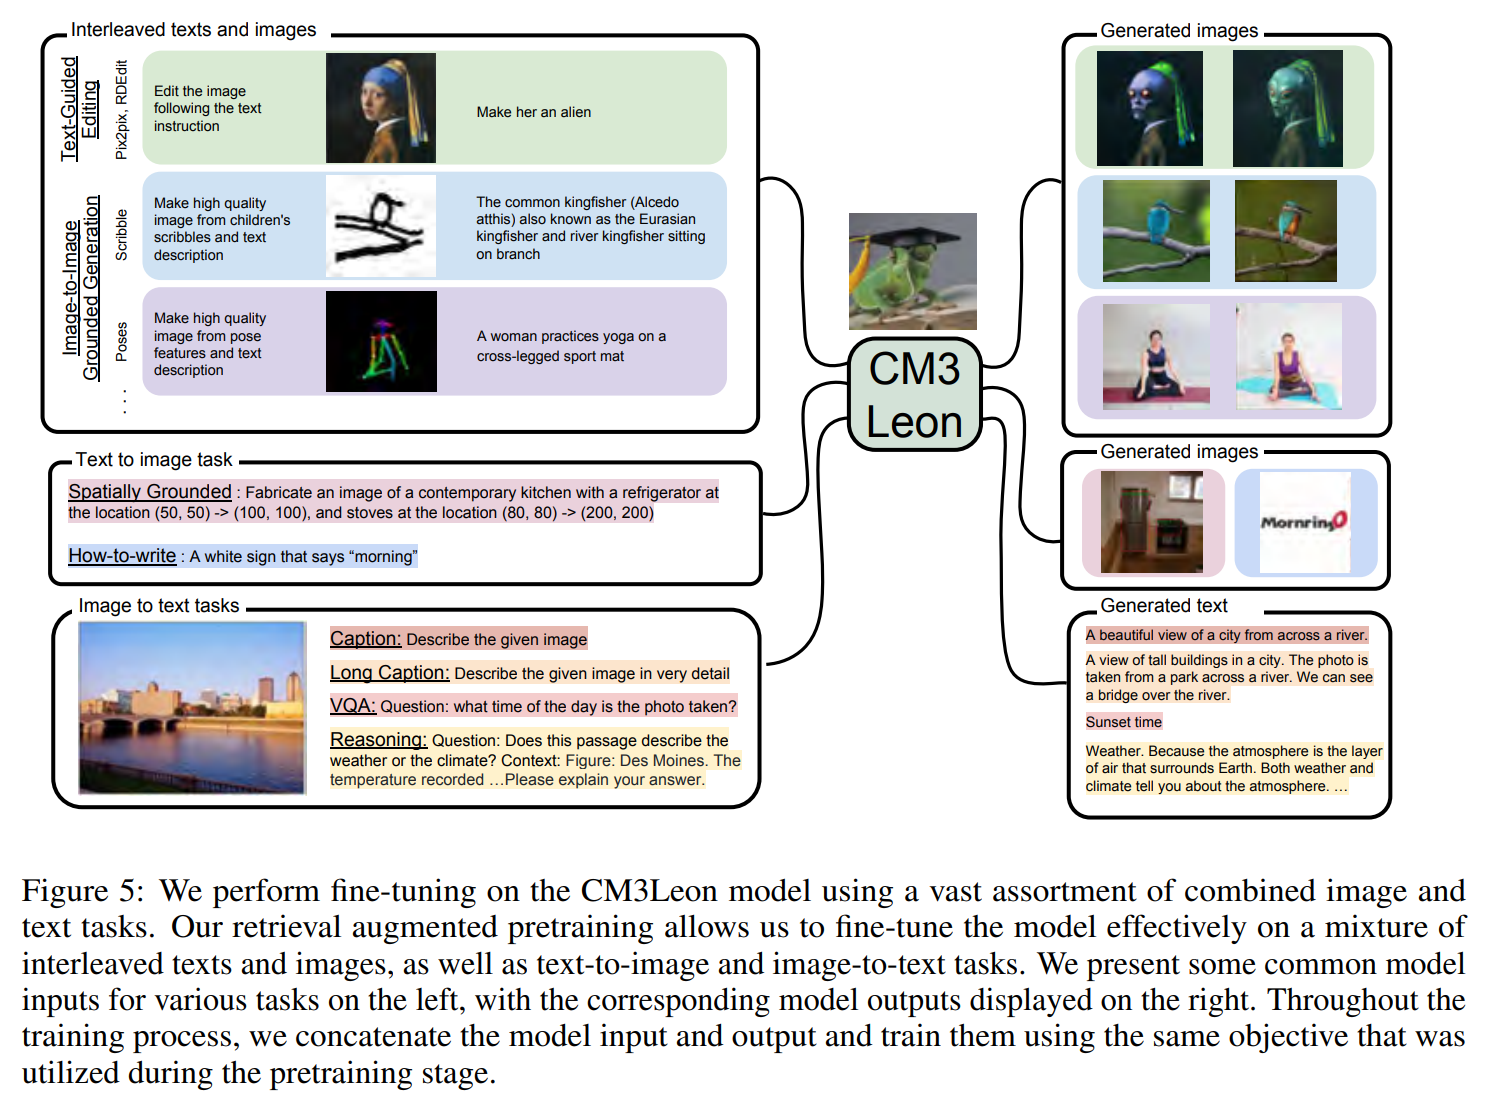 Interleaved texts and images
Text-Guided
Editing
Pix2pix, RDEdit
Edit the image
following the text
instruction
Make her an alien
Image-to-Image
Grounded Generation
Scribble
Make high quality
image from children's
scribbles and text
description
The common kingfisher (Alcedo
atthis) also known as the Eurasian
kingfisher and river kingfisher sitting
on branch
Poses
Make high quality
image from pose
features and text
description
A woman practices yoga on a
cross-legged sport mat
. . .
Text to image task
Spatially Grounded : Fabricate an image of a contemporary kitchen with a refrigerator at
the location (50, 50) -> (100, 100), and stoves at the location (80, 80) -> (200, 200)
How-to-write : A white sign that says “morning”
Image to text tasks
Caption: Describe the given image
Long Caption: Describe the given image in very detail
VQA: Question: what time of the day is the photo taken?
Reasoning: Question: Does this passage describe the
weather or the climate? Context: Figure: Des Moines. The
temperature recorded …Please explain your answer.
CM3
Leon
Generated images
Generated images
Mornring
Generated text
A beautiful view of a city from across a river.
A view of tall buildings in a city. The photo is
taken from a park across a river. We can see
a bridge over the river.
Sunset time
Weather. Because the atmosphere is the layer
of air that surrounds Earth. Both weather and
climate tell you about the atmosphere. …
Figure 5: We perform fine-tuning on the CM3Leon model using a vast assortment of combined image and
text tasks. Our retrieval augmented pretraining allows us to fine-tune the model effectively on a mixture of
interleaved texts and images, as well as text-to-image and image-to-text tasks. We present some common model
inputs for various tasks on the left, with the corresponding model outputs displayed on the right. Throughout the
training process, we concatenate the model input and output and train them using the same objective that was
utilized during the pretraining stage.